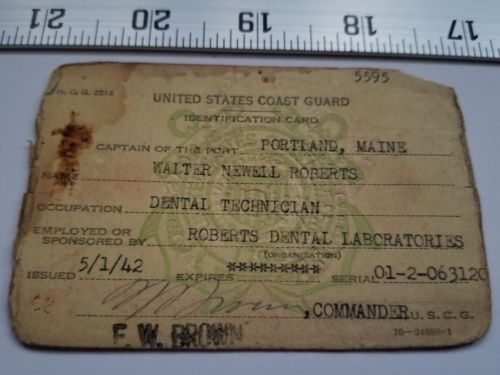 21 20 19 18 17
5595
N. C. G. 2514
UNITED STATES COAST GUARD
IDENTIFICATION CARD
CAPTAIN OF THE PORT PORTLAND, MAINE
NAME WALTER NEWELL ROBERTS
OCCUPATION DENTAL TECHNICIAN
EMPLOYED OR
SPONSORED BY ROBERTS DENTAL LABORATORIES
(ORGANIZATION)
ISSUED 5/1/42 EXPIRES ********* SERIAL 01-2-063120
, COMMANDER U. S. C. G.
F. W. BROWN
16—24888-1